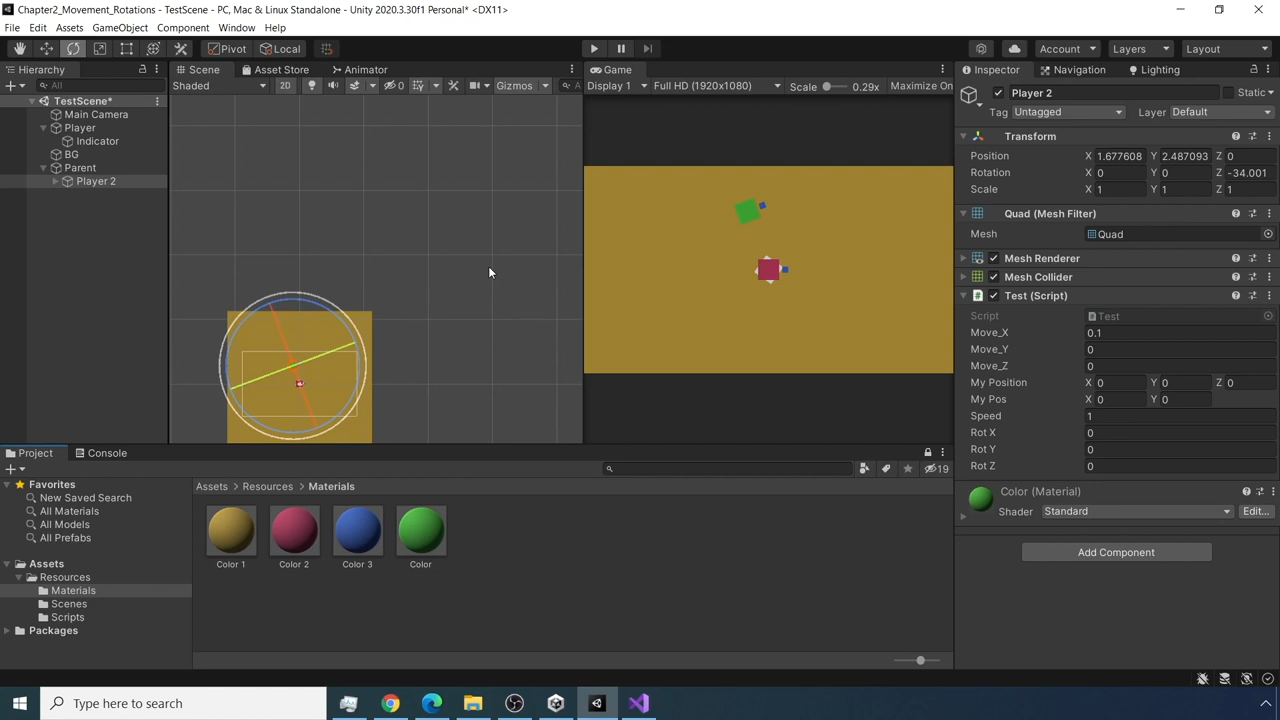 Chapter2_Movement_Rotations - TestScene - PC, Mac & Linux Standalone - Unity 2020.3.30f1 Personal* <DX11>
File Edit Assets GameObject Component Window Help
Pivot Local Account Layers Layout
Hierarchy
All
TestScene*
Main Camera
Player
Indicator
BG
Parent
Player 2
Scene Asset Store Animator
Shaded 2D 0 Gizmos A
Game
Display 1 Full HD (1920x1080) Scale 0.29x Maximize On
Inspector Navigation Lighting
Player 2 Static
Tag Untagged Layer Default
Transform
Position X 1.677608 Y 2.487093 Z 0
Rotation X 0 Y 0 Z -34.001
Scale X 1 Y 1 Z 1
Quad (Mesh Filter)
Mesh Quad
Mesh Renderer
Mesh Collider
Test (Script)
Script Test
Move_X 0.1
Move_Y 0
Move_Z 0
My Position X 0 Y 0 Z 0
My Pos X 0 Y 0
Speed 1
Rot X 0
Rot Y 0
Rot Z 0
Color (Material)
Shader Standard Edit...
Add Component
Project Console
19
Favorites
New Saved Search
All Materials
All Models
All Prefabs
Assets
Resources
Materials
Scenes
Scripts
Packages
Assets > Resources > Materials
Color 1 Color 2 Color 3 Color
Type here to search